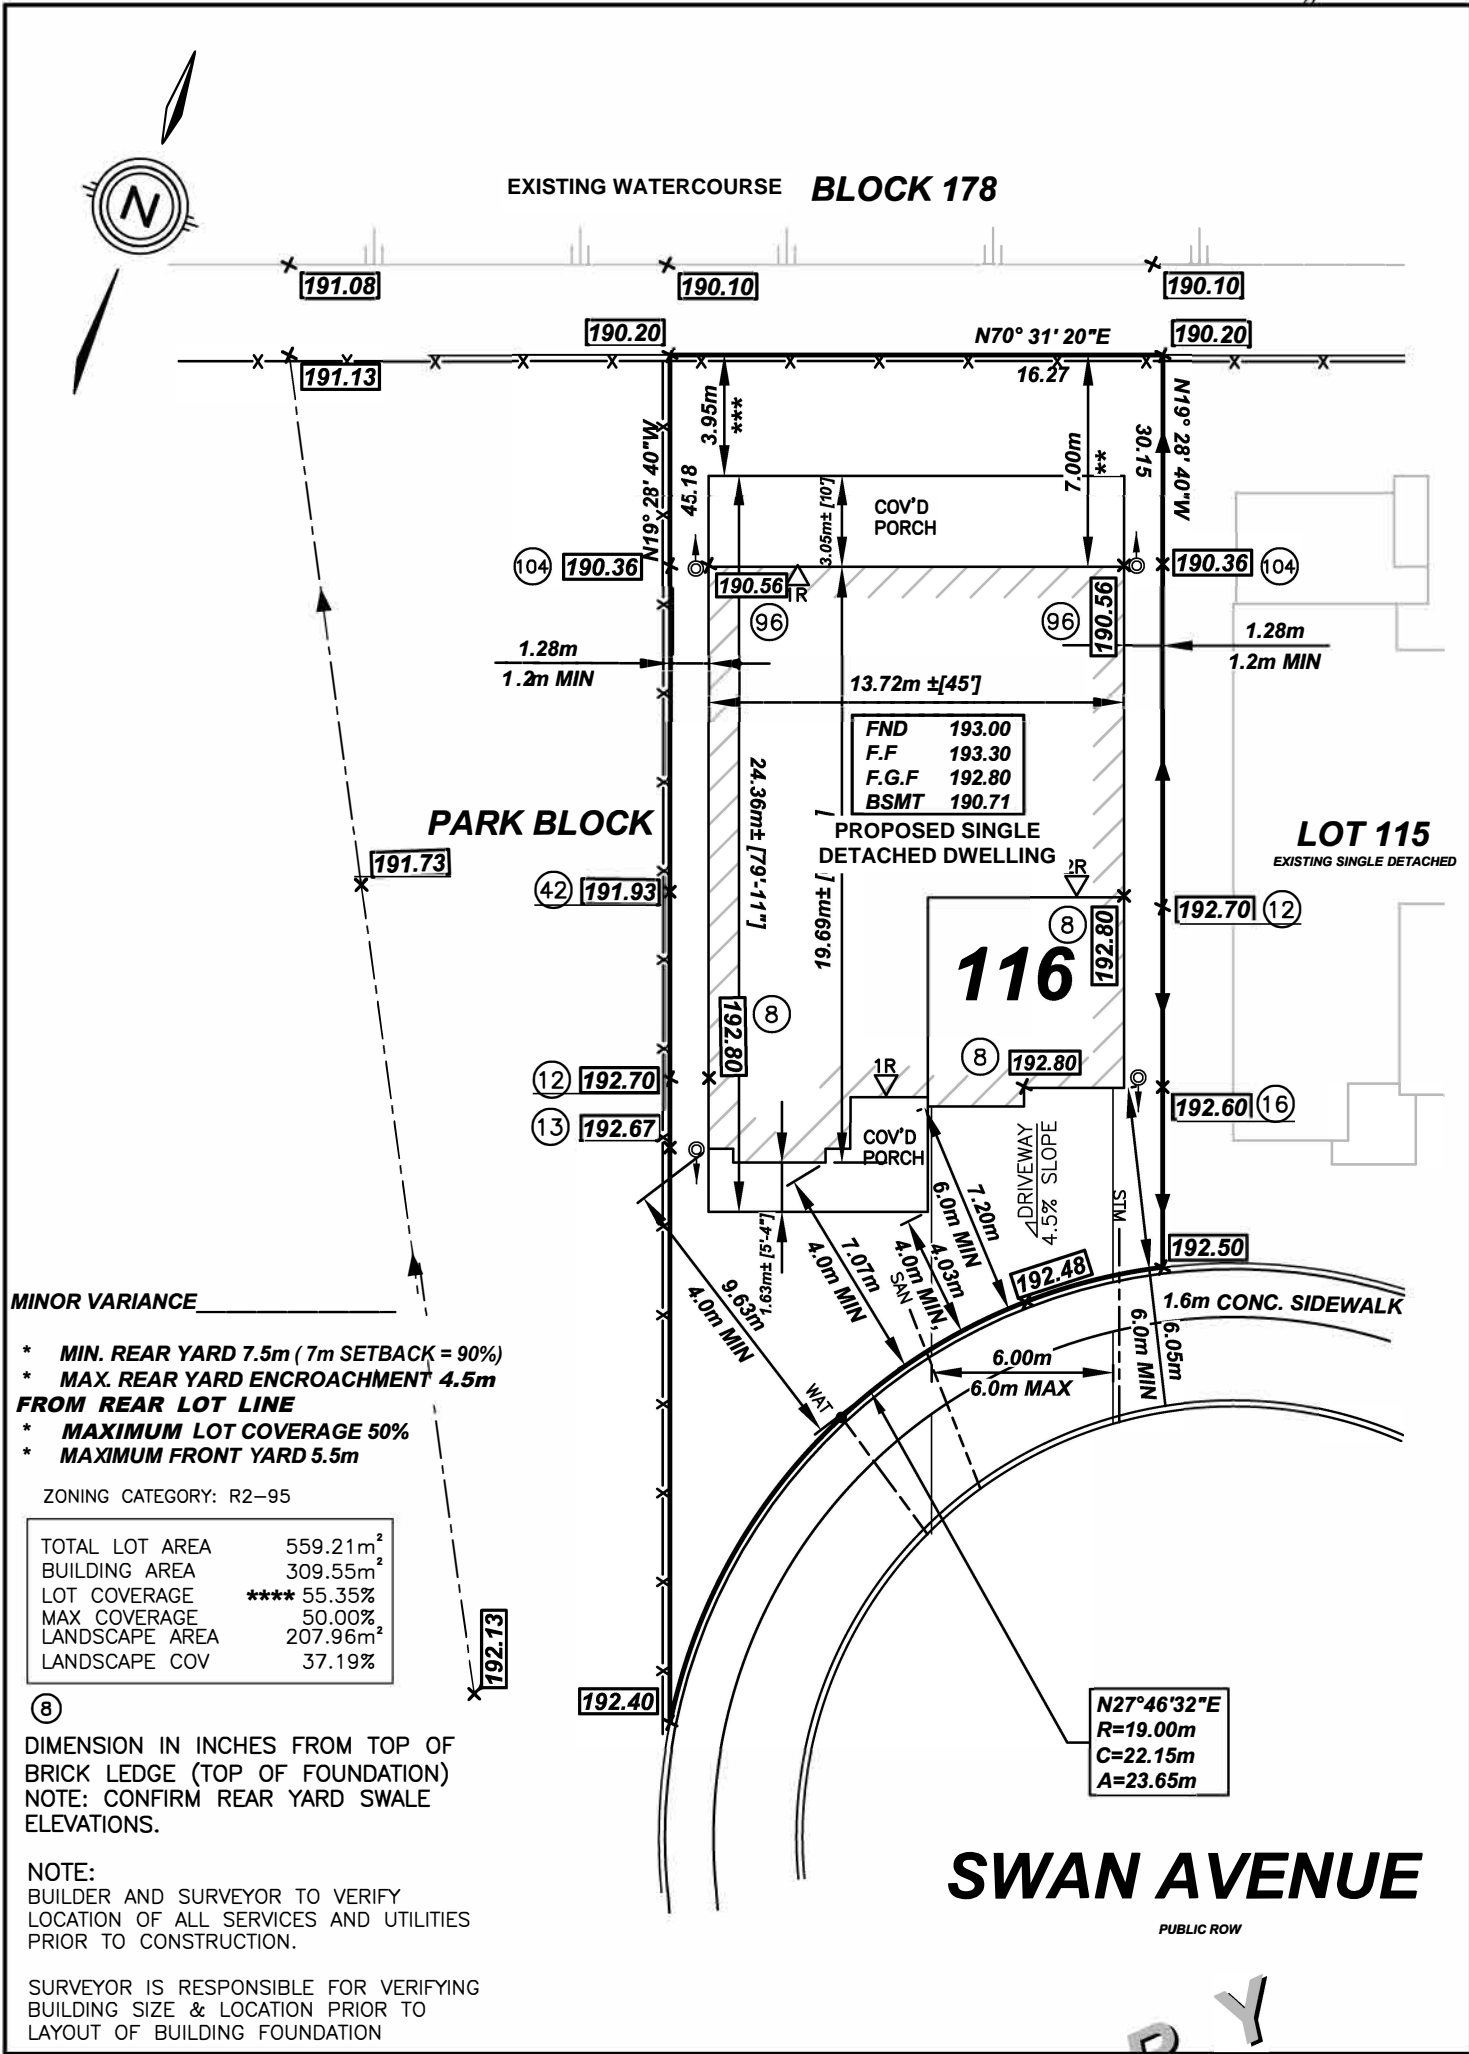 N
EXISTING WATERCOURSE BLOCK 178
191.08
190.10
190.10
190.20
N70° 31' 20"E
190.20
191.13
16.27
3.95m
***
7.00m
**
N19° 28' 40"W
45.18
30.15
N19° 28' 40"W
COV'D
PORCH
3.05m± [10']
104 190.36
190.56
1R
96
96
190.56
190.36 104
1.28m
1.2m MIN
1.28m
1.2m MIN
13.72m ±[45']
FND 193.00
F.F 193.30
F.G.F 192.80
BSMT 190.71
PROPOSED SINGLE
DETACHED DWELLING
24.36m± [79'-11"]
19.69m± [
PARK BLOCK
LOT 115
EXISTING SINGLE DETACHED
191.73
42 191.93
2R
8
192.80
192.70 12
116
192.80
8
8
192.80
12 192.70
13 192.67
1R
COV'D
PORCH
192.60 16
DRIVEWAY
4.5% SLOPE
STM
7.20m
6.0m MIN
4.03m
4.0m MIN,
SAN
7.07m
4.0m MIN
1.63m± [5'-4"]
9.63m
4.0m MIN
WAT
192.48
192.50
1.6m CONC. SIDEWALK
6.05m
6.0m MIN
6.00m
6.0m MAX
MINOR VARIANCE
* MIN. REAR YARD 7.5m ( 7m SETBACK = 90%)
* MAX. REAR YARD ENCROACHMENT 4.5m
FROM REAR LOT LINE
* MAXIMUM LOT COVERAGE 50%
* MAXIMUM FRONT YARD 5.5m
ZONING CATEGORY: R2-95
TOTAL LOT AREA 559.21m²
BUILDING AREA 309.55m²
LOT COVERAGE **** 55.35%
MAX COVERAGE 50.00%
LANDSCAPE AREA 207.96m²
LANDSCAPE COV 37.19%
192.13
192.40
8
DIMENSION IN INCHES FROM TOP OF
BRICK LEDGE (TOP OF FOUNDATION)
NOTE: CONFIRM REAR YARD SWALE
ELEVATIONS.
N27°46'32"E
R=19.00m
C=22.15m
A=23.65m
NOTE:
BUILDER AND SURVEYOR TO VERIFY
LOCATION OF ALL SERVICES AND UTILITIES
PRIOR TO CONSTRUCTION.
SURVEYOR IS RESPONSIBLE FOR VERIFYING
BUILDING SIZE & LOCATION PRIOR TO
LAYOUT OF BUILDING FOUNDATION
SWAN AVENUE
PUBLIC ROW